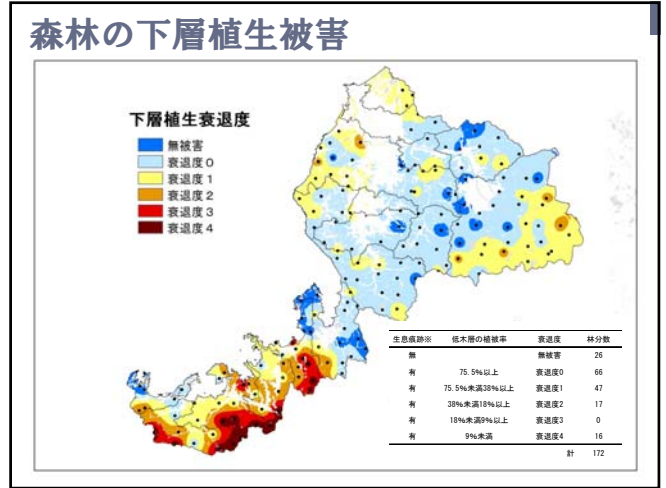 森林の下層植生被害
下層植生衰退度
無被害
衰退度0
衰退度1
衰退度2
衰退度3
衰退度4
生息痕跡※ 低木層の植被率 衰退度 林分数
無 無被害 26
有 75.5%以上 衰退度0 66
有 75.5%未満38%以上 衰退度1 47
有 38%未満18%以上 衰退度2 17
有 18%未満9%以上 衰退度3 0
有 9%未満 衰退度4 16
計 172